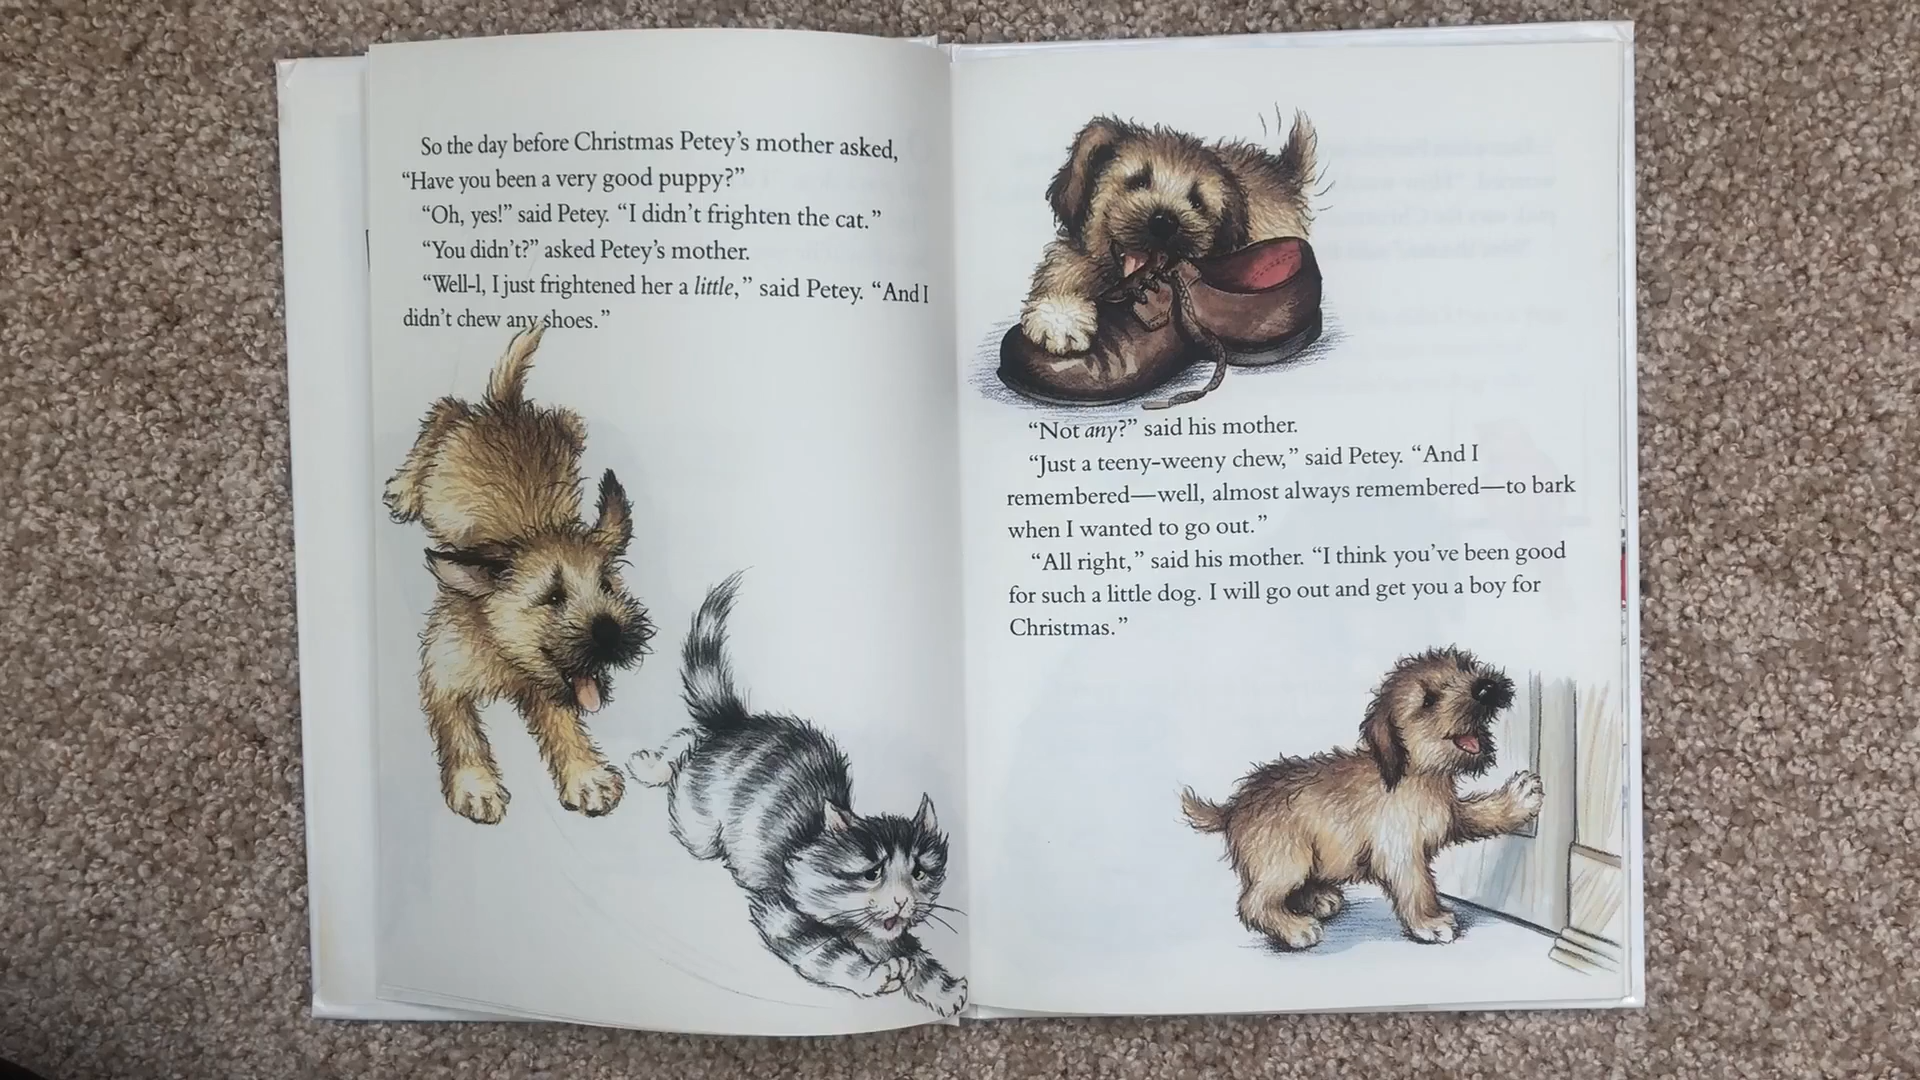 So the day before Christmas Petey’s mother asked,
“Have you been a very good puppy?”
“Oh, yes!” said Petey. “I didn’t frighten the cat.”
“You didn’t?” asked Petey’s mother.
“Well-l, I just frightened her a little,” said Petey. “And I
didn’t chew any shoes.”
“Not any?” said his mother.
“Just a teeny-weeny chew,” said Petey. “And I
remembered—well, almost always remembered—to bark
when I wanted to go out.”
“All right,” said his mother. “I think you’ve been good
for such a little dog. I will go out and get you a boy for
Christmas.”